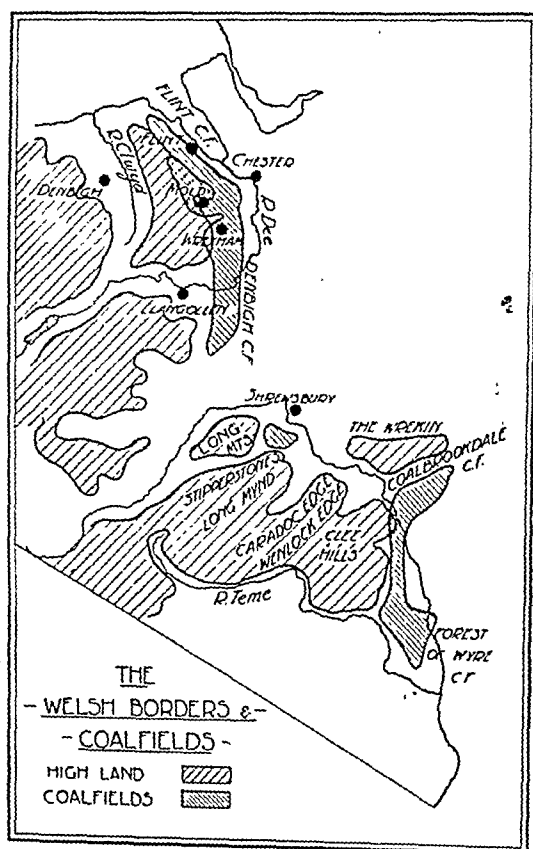 FLINT C.F.
FLINT
CHESTER
R. Clwyd
DENBIGH
MOLD
R. Dee
WREXHAM
DENBIGH C.F.
LLANGOLLEN
SHREWSBURY
LONG-
MTS
THE WREKIN
COALBROOKDALE
C.F.
STIPPERSTONES
LONG MYND
CARADOC EDGE
WENLOCK EDGE
CLEE
HILLS
R. Teme
FOREST
OF WYRE
C F
THE
- WELSH BORDERS & -
- COALFIELDS -
HIGH LAND
COALFIELDS